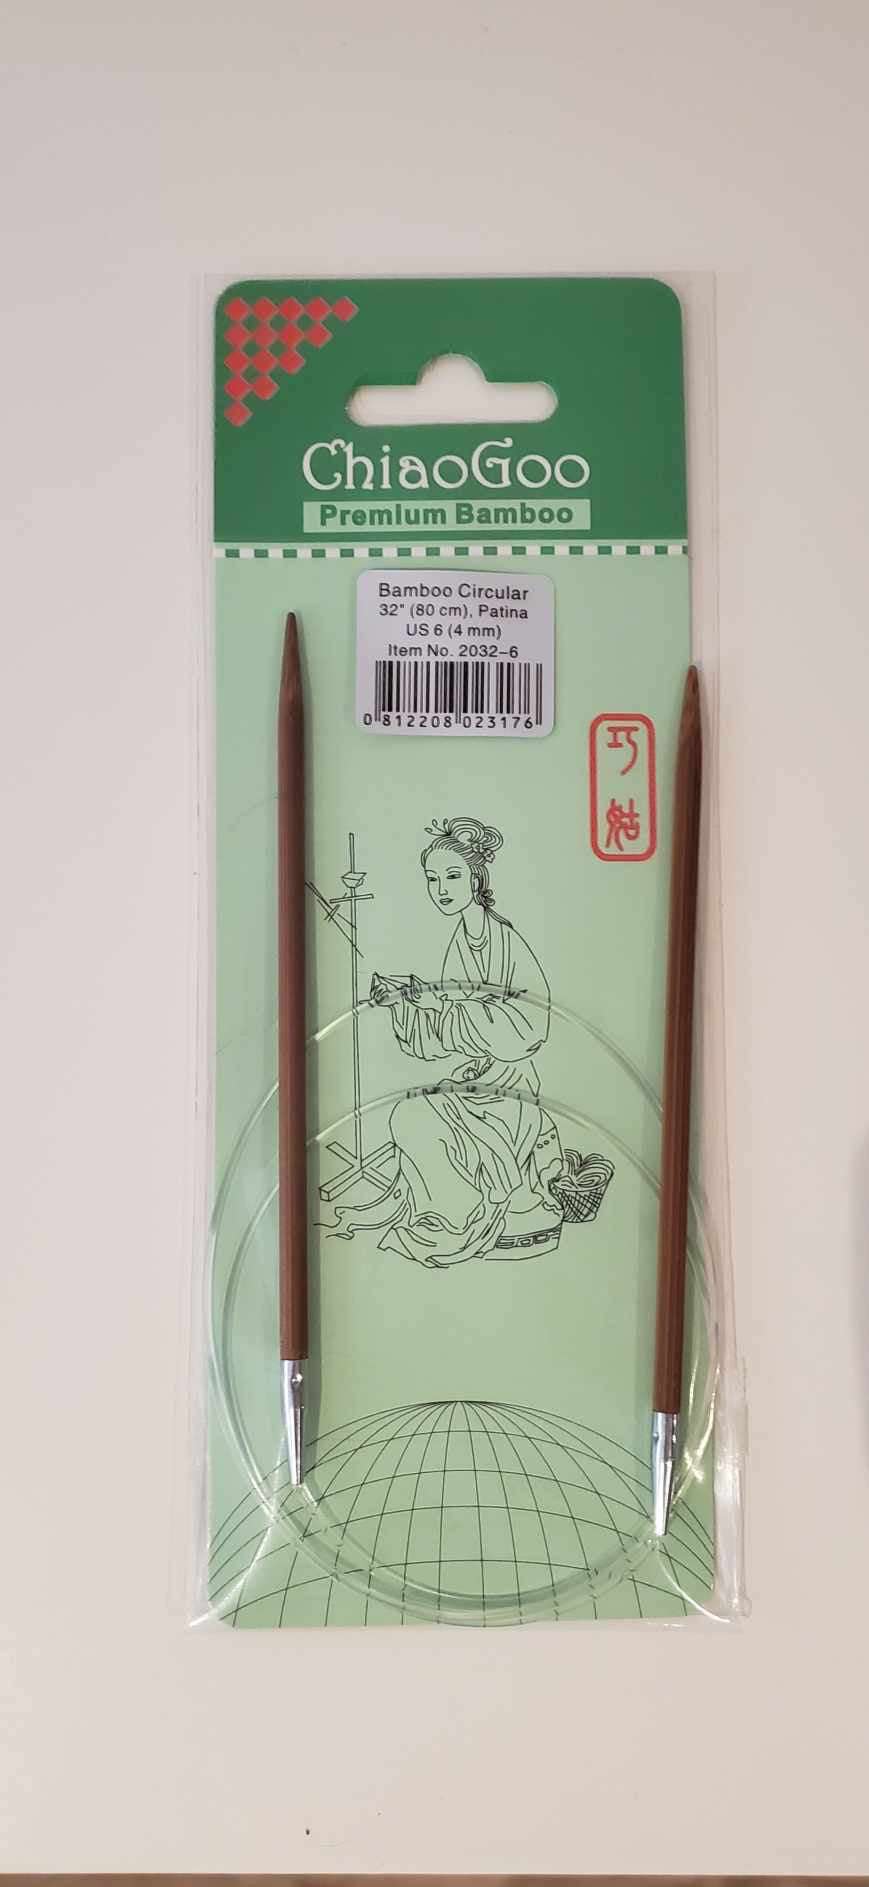 ChiaoGoo
Premium Bamboo
Bamboo Circular
32" (80 cm), Patina
US 6 (4 mm)
Item No. 2032-6
0 812208 023176
巧
姑